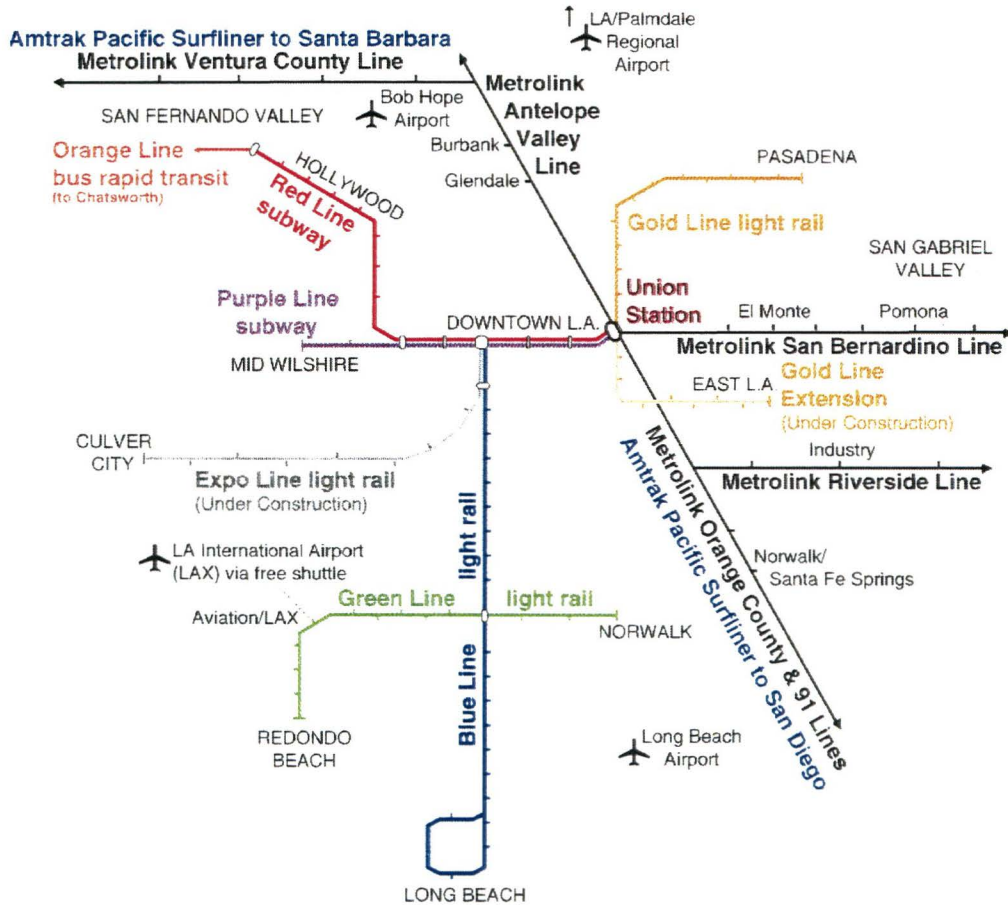 ↑ LA/Palmdale
Regional
Airport
Amtrak Pacific Surfliner to Santa Barbara
Metrolink Ventura County Line
Metrolink
Antelope
Valley
Line
Bob Hope
Airport
SAN FERNANDO VALLEY
Burbank
Glendale
Orange Line
bus rapid transit
(to Chatsworth)
HOLLYWOOD
Red Line
subway
PASADENA
Gold Line light rail
SAN GABRIEL
VALLEY
Union
Station
Purple Line
subway
DOWNTOWN L.A.
El Monte
Pomona
MID WILSHIRE
Metrolink San Bernardino Line
EAST L.A.
Gold Line
Extension
(Under Construction)
CULVER
CITY
Expo Line light rail
(Under Construction)
Industry
Metrolink Riverside Line
Metrolink Orange County & 91 Lines
Amtrak Pacific Surfliner to San Diego
LA International Airport
(LAX) via free shuttle
light rail
Norwalk/
Santa Fe Springs
Green Line light rail
Aviation/LAX
NORWALK
Blue Line
REDONDO
BEACH
Long Beach
Airport
LONG BEACH